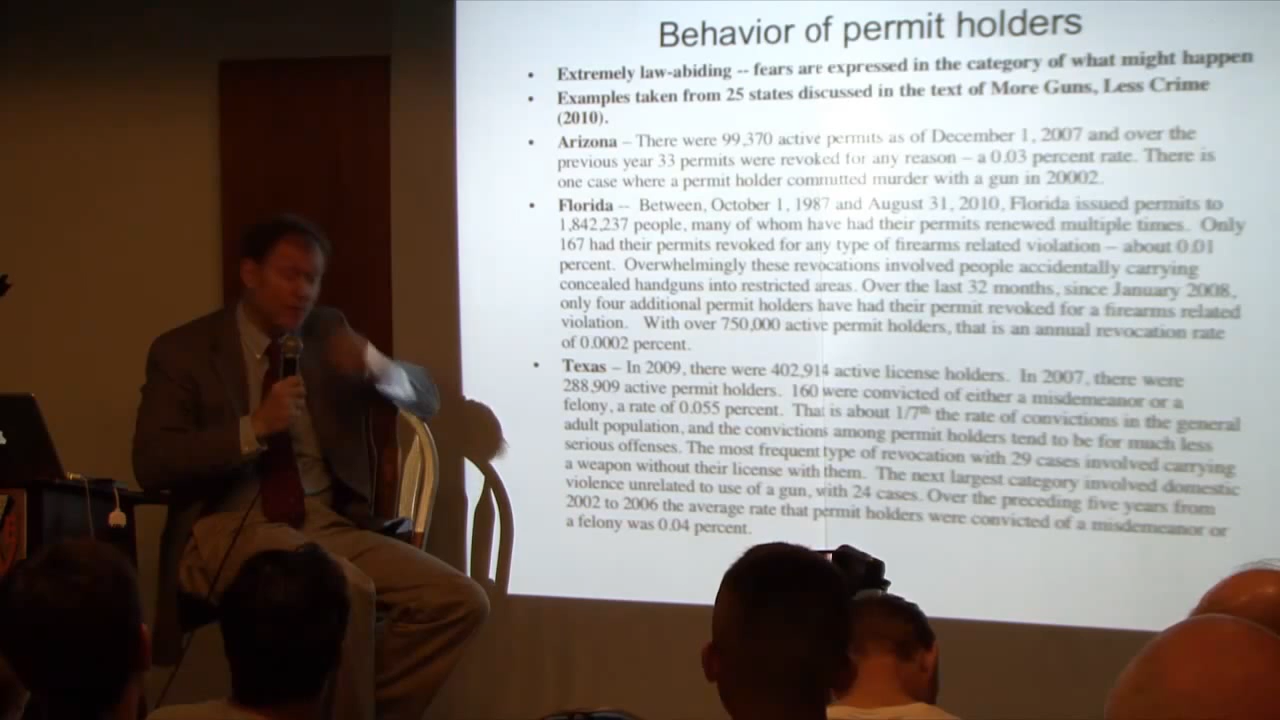 Behavior of permit holders
• Extremely law-abiding -- fears are expressed in the category of what might happen
• Examples taken from 25 states discussed in the text of More Guns, Less Crime
(2010).
• Arizona – There were 99,370 active permits as of December 1, 2007 and over the
previous year 33 permits were revoked for any reason – a 0.03 percent rate. There is
one case where a permit holder committed murder with a gun in 20002.
• Florida -- Between, October 1, 1987 and August 31, 2010, Florida issued permits to
1,842,237 people, many of whom have had their permits renewed multiple times. Only
167 had their permits revoked for any type of firearms related violation – about 0.01
percent. Overwhelmingly these revocations involved people accidentally carrying
concealed handguns into restricted areas. Over the last 32 months, since January 2008,
only four additional permit holders have had their permit revoked for a firearms related
violation. With over 750,000 active permit holders, that is an annual revocation rate
of 0.0002 percent.
• Texas – In 2009, there were 402,914 active license holders. In 2007, there were
288,909 active permit holders. 160 were convicted of either a misdemeanor or a
felony, a rate of 0.055 percent. That is about 1/7th the rate of convictions in the general
adult population, and the convictions among permit holders tend to be for much less
serious offenses. The most frequent type of revocation with 29 cases involved carrying
a weapon without their license with them. The next largest category involved domestic
violence unrelated to use of a gun, with 24 cases. Over the preceding five years from
2002 to 2006 the average rate that permit holders were convicted of a misdemeanor or
a felony was 0.04 percent.